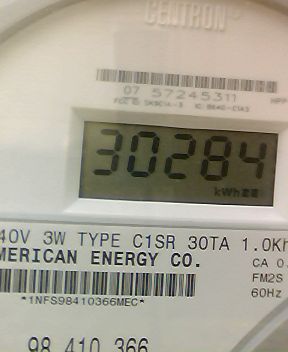 CENTRON
07 57245311
30284
kWh
40V 3W TYPE C1SR 30TA 1.0Kh
MERICAN ENERGY CO.
CA 0.
FM2S
60Hz
*1NFS98410366MEC*
98 410 366